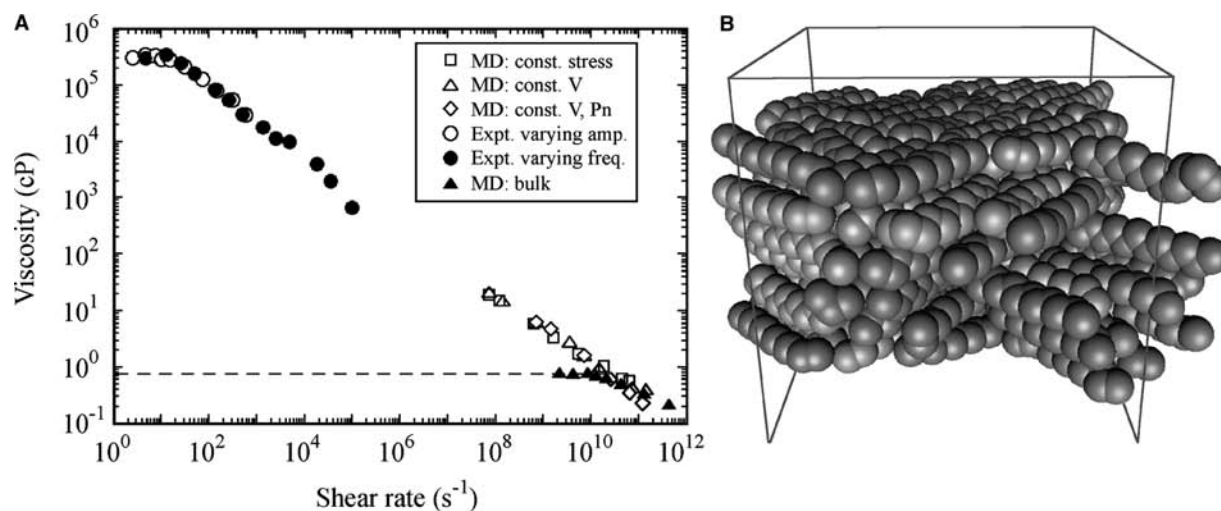 A
B
10^6
10^5
10^4
10^3
10^2
10^1
10^0
10^-1
Viscosity (cP)
MD: const. stress
MD: const. V
MD: const. V, Pn
Expt. varying amp.
Expt. varying freq.
MD: bulk
10^0 10^2 10^4 10^6 10^8 10^10 10^12
Shear rate (s^-1)